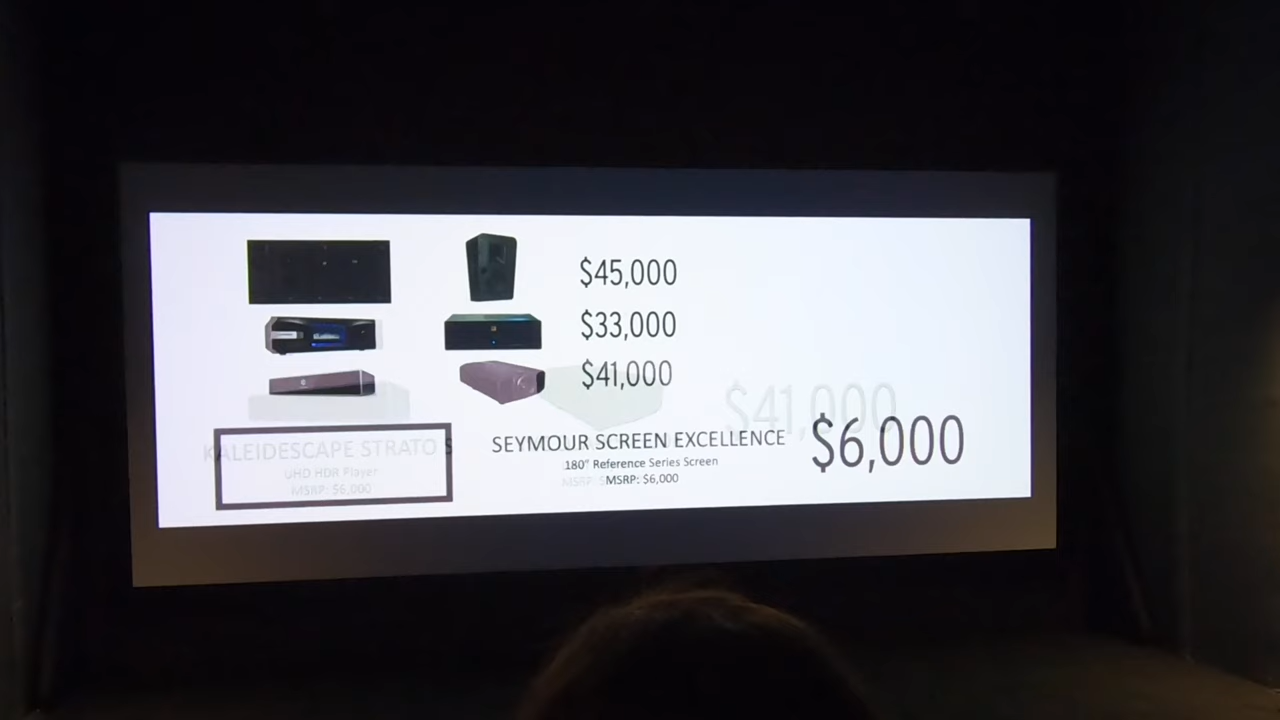 $45,000
$33,000
$41,000
$41,000
KALEIDESCAPE STRATO S
UHD HDR Player
MSRP: $6,000
SEYMOUR SCREEN EXCELLENCE
180" Reference Series Screen
MSRP: $6,000
$6,000